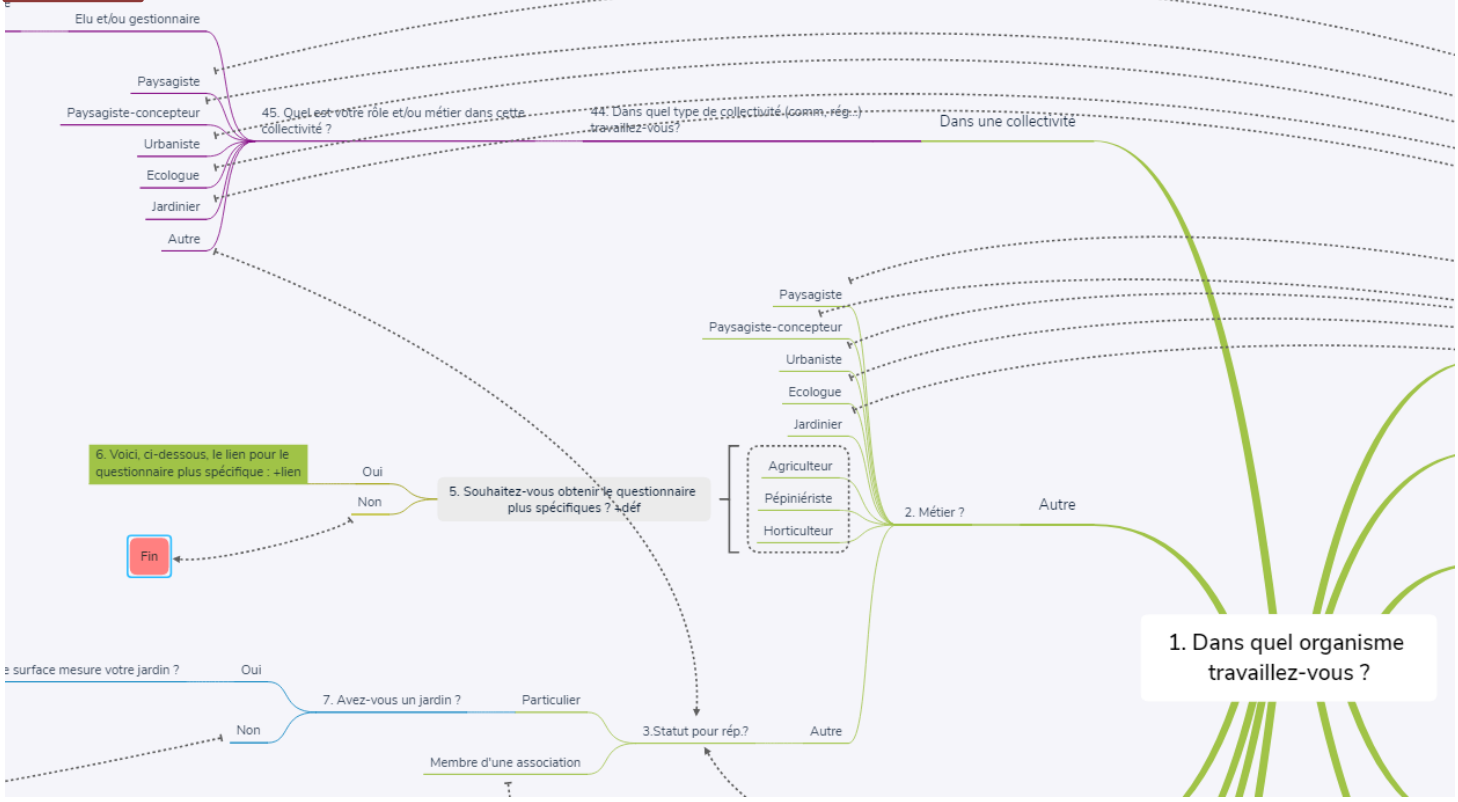 Elu et/ou gestionnaire
Paysagiste
Paysagiste-concepteur
Urbaniste
Ecologue
Jardinier
Autre
45. Quel est votre rôle et/ou métier dans cette
collectivité ?
44. Dans quel type de collectivité (comm, rég...)
travaillez-vous?
Dans une collectivité
Paysagiste
Paysagiste-concepteur
Urbaniste
Ecologue
Jardinier
Agriculteur
Pépiniériste
Horticulteur
2. Métier ?
Autre
6. Voici, ci-dessous, le lien pour le
questionnaire plus spécifique : +lien
Oui
Non
5. Souhaitez-vous obtenir le questionnaire
plus spécifiques ? +déf
Fin
1. Dans quel organisme
travaillez-vous ?
surface mesure votre jardin ?
Oui
Non
7. Avez-vous un jardin ?
Particulier
Membre d'une association
3.Statut pour rép.?
Autre